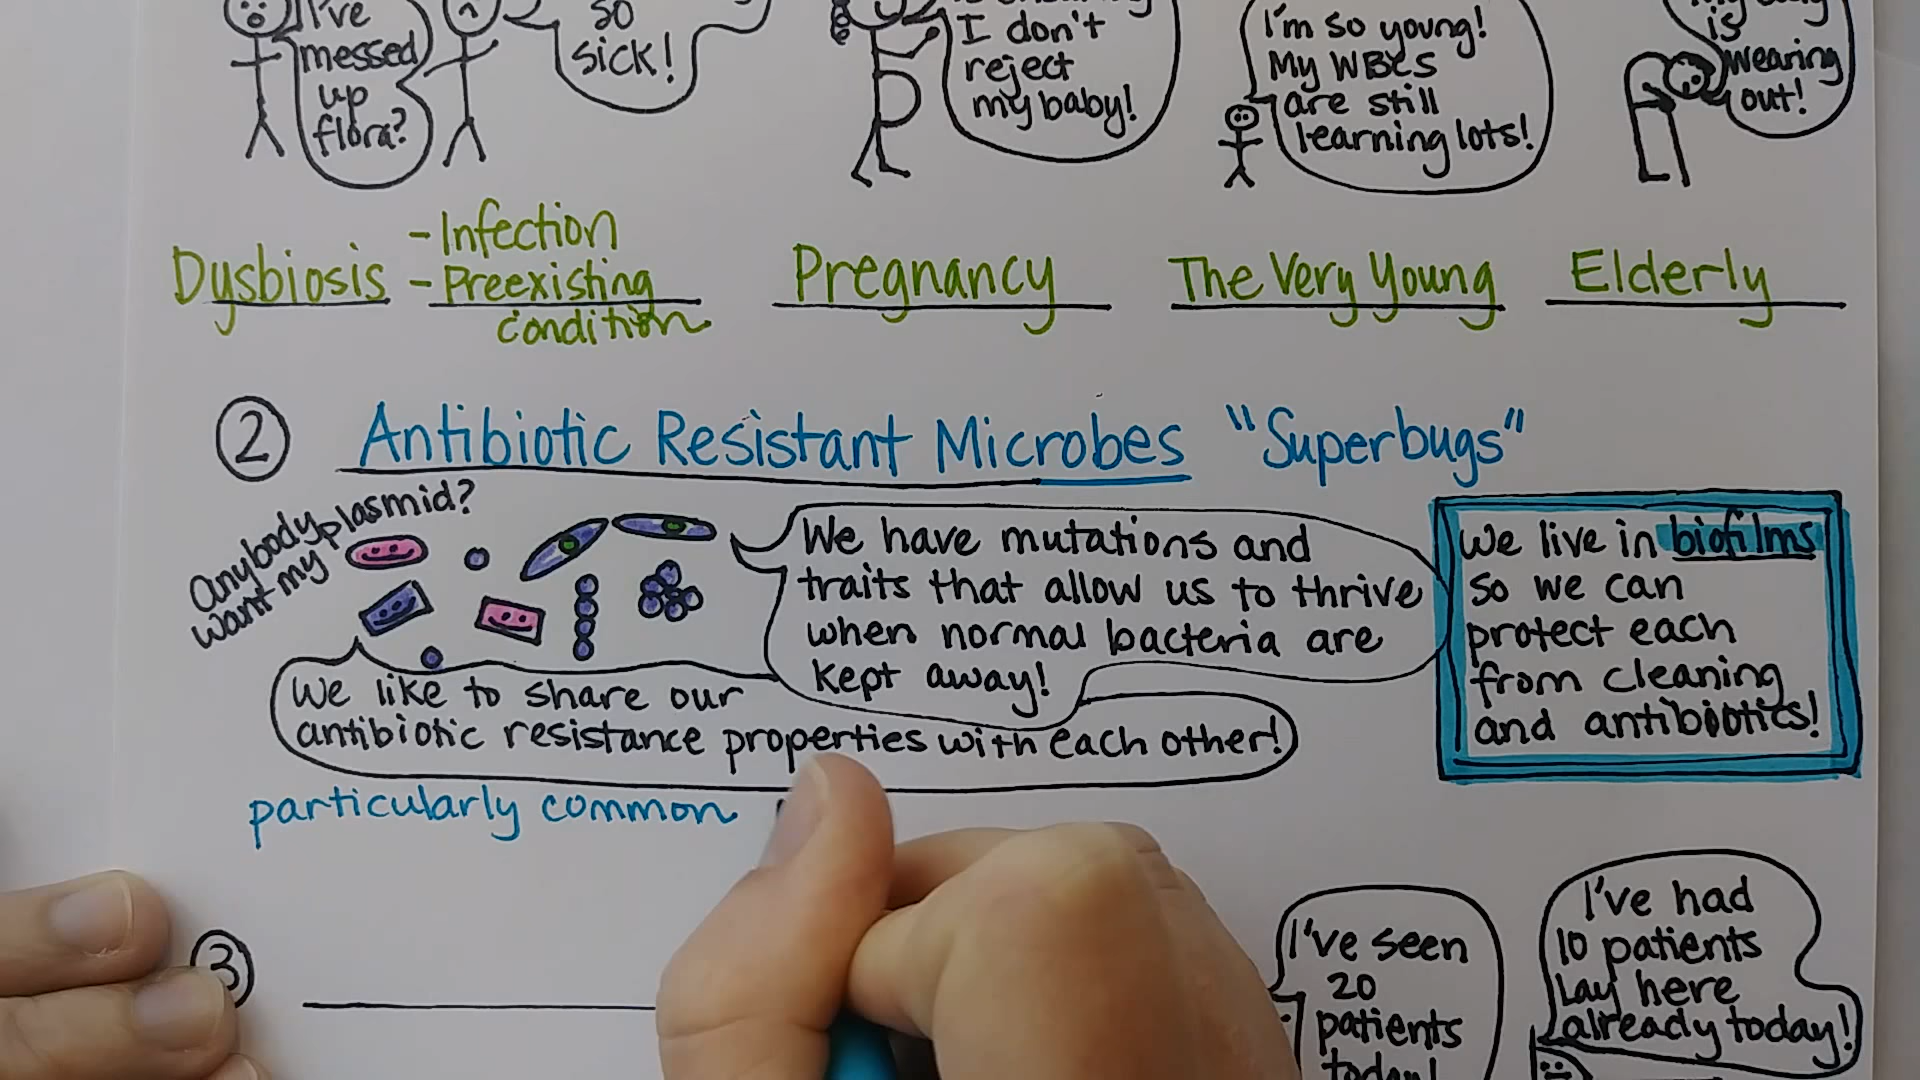 I've
messed
up
flora?
so
sick!
I don't
reject
my baby!
I'm so young!
My WBCs
are still
learning lots!
is
wearing
out!
Dysbiosis
- Infection
- Preexisting
condition
Pregnancy
The Very Young
Elderly
2
Antibiotic Resistant Microbes "Superbugs"
Anybody
want my plasmid?
We have mutations and
traits that allow us to thrive
when normal bacteria are
kept away!
We like to share our
antibiotic resistance properties with each other!
We live in biofilms
so we can
protect each
from cleaning
and antibiotics!
particularly common
3
I've seen
20
patients
today!
I've had
10 patients
lay here
already today!